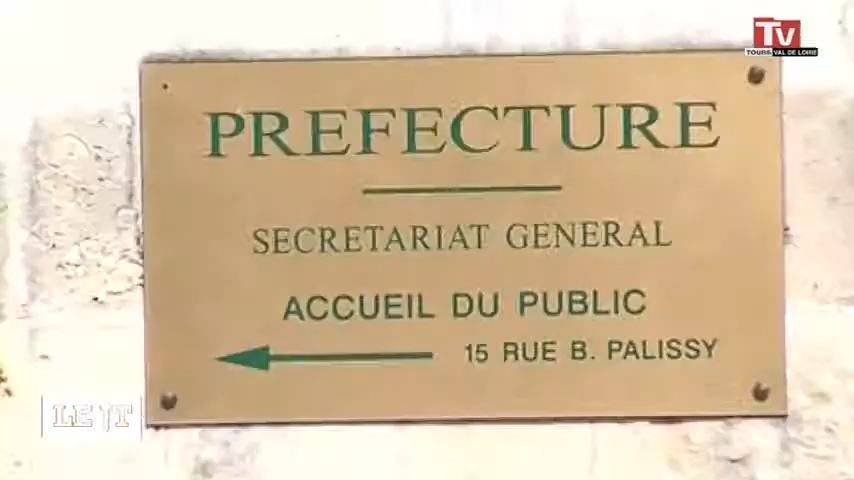 TV
TOURS VAL DE LOIRE
PREFECTURE
SECRETARIAT GENERAL
ACCUEIL DU PUBLIC
15 RUE B. PALISSY
LE JT